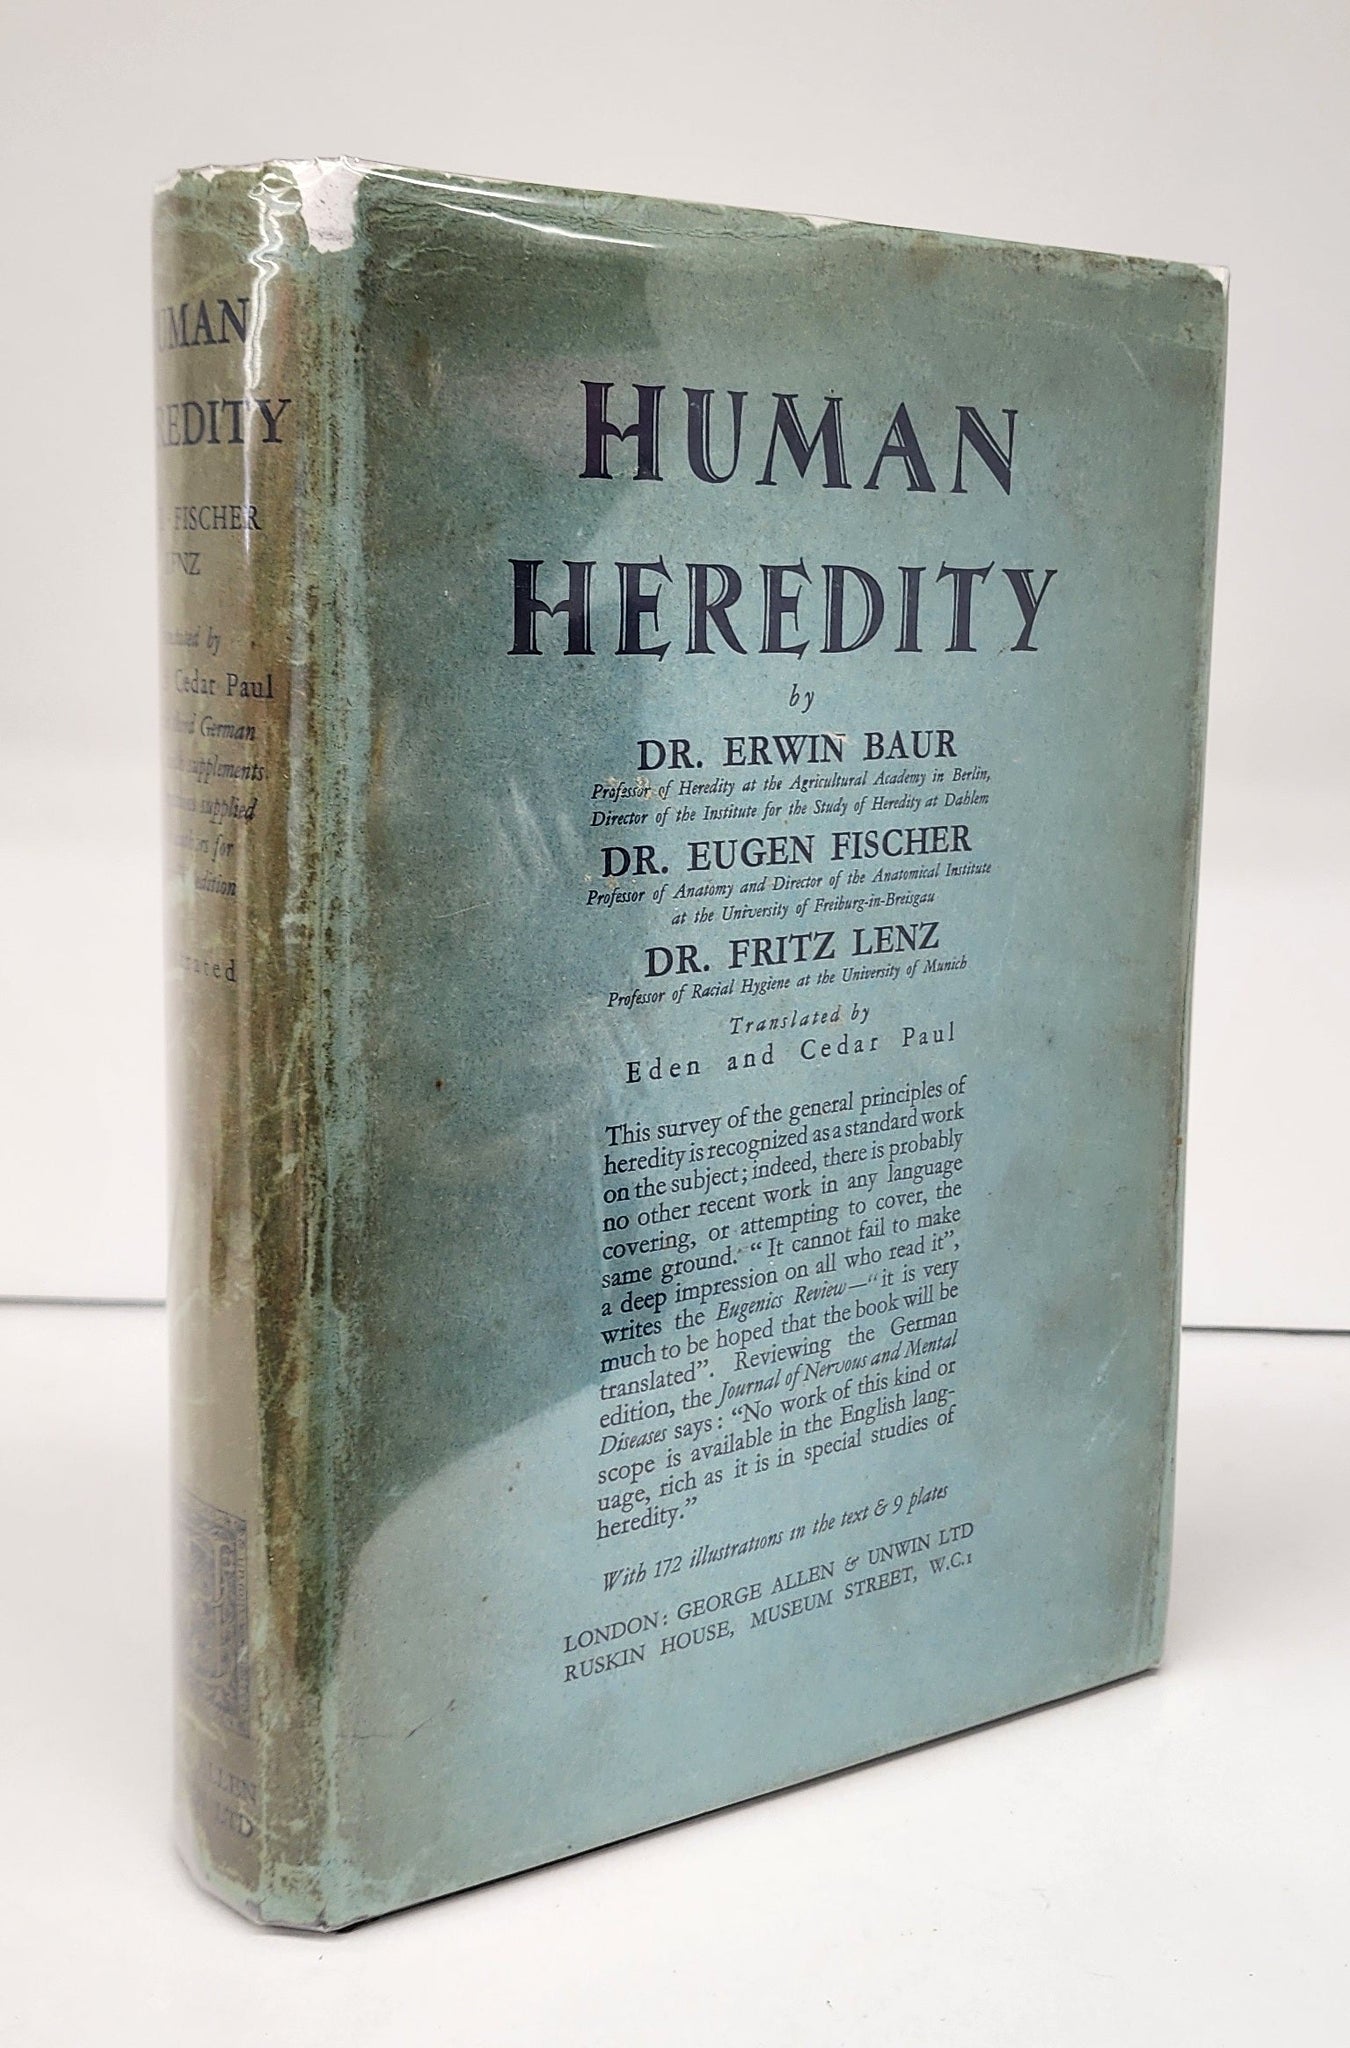 HUMAN
HEREDITY
by
DR. ERWIN BAUR
Professor of Heredity at the Agricultural Academy in Berlin,
Director of the Institute for the Study of Heredity at Dahlem
DR. EUGEN FISCHER
Professor of Anatomy and Director of the Anatomical Institute
at the University of Freiburg-in-Breisgau
DR. FRITZ LENZ
Professor of Racial Hygiene at the University of Munich
Translated by
Eden and Cedar Paul
This survey of the general principles of
heredity is recognized as a standard work
on the subject; indeed, there is probably
no other recent work in any language
covering, or attempting to cover, the
same ground. "It cannot fail to make
a deep impression on all who read it",
writes the Eugenics Review—"it is very
much to be hoped that the book will be
translated". Reviewing the German
edition, the Journal of Nervous and Mental
Diseases says: "No work of this kind or
scope is available in the English lang-
uage, rich as it is in special studies of
heredity."
With 172 illustrations in the text & 9 plates
LONDON: GEORGE ALLEN & UNWIN LTD
RUSKIN HOUSE, MUSEUM STREET, W.C.1
UMAN
REDITY
FISCHER
NZ
by
Cedar Paul
German
supplements
supplied
for
edition
rated
LLEN
LTD